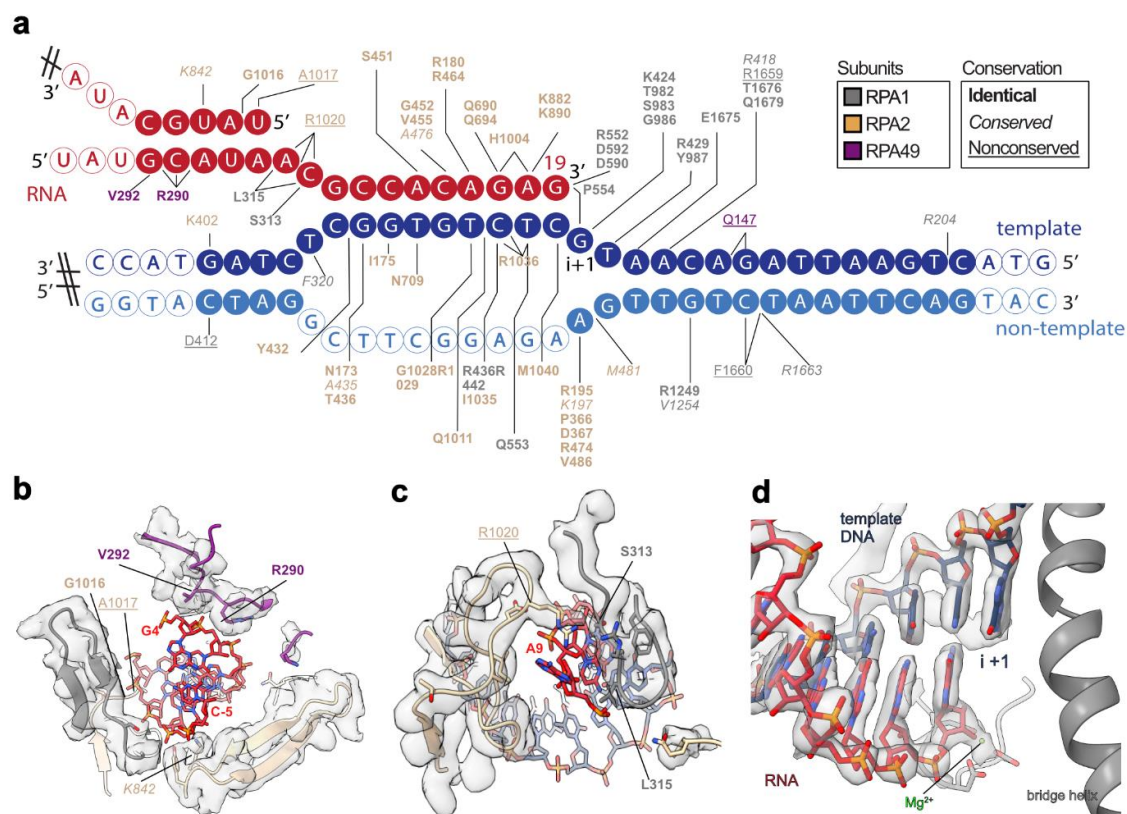 a
S451
R180
R464
K842
G1016
A1017
G452
V455
A476
Q690
Q694
K882
K890
H1004
K424
T982
S983
G986
R418
R1659
T1676
Q1679
E1675
R429
Y987
R552
D592
D590
P554
Subunits
RPA1
RPA2
RPA49
Conservation
Identical
Conserved
Nonconserved
3′ A U A C G U A U 5′
R1020
5′ U A U G C A U A A C G C C A C A G A G 3′
19
RNA
V292
R290
L315
S313
K402
F320
I175
N709
R1036
i+1
Q147
R204
template
3′ C C A T G A T C T C G G T G T C T C G T A A C A G A T T A A G T C A T G 5′
5′ G G T A C T A G G C T T C G G A G A A G T T G T C T A A T T C A G T A C 3′
non-template
D412
Y432
N173
A435
T436
G1028R1
029
R436R
442
I1035
M1040
Q1011
Q553
R195
K197
P366
D367
R474
V486
M481
R1249
V1254
F1660
R1663
b
V292
R290
G1016
A1017
G4
C-5
K842
c
R1020
S313
A9
L315
d
template
DNA
i +1
RNA
Mg²⁺
bridge helix